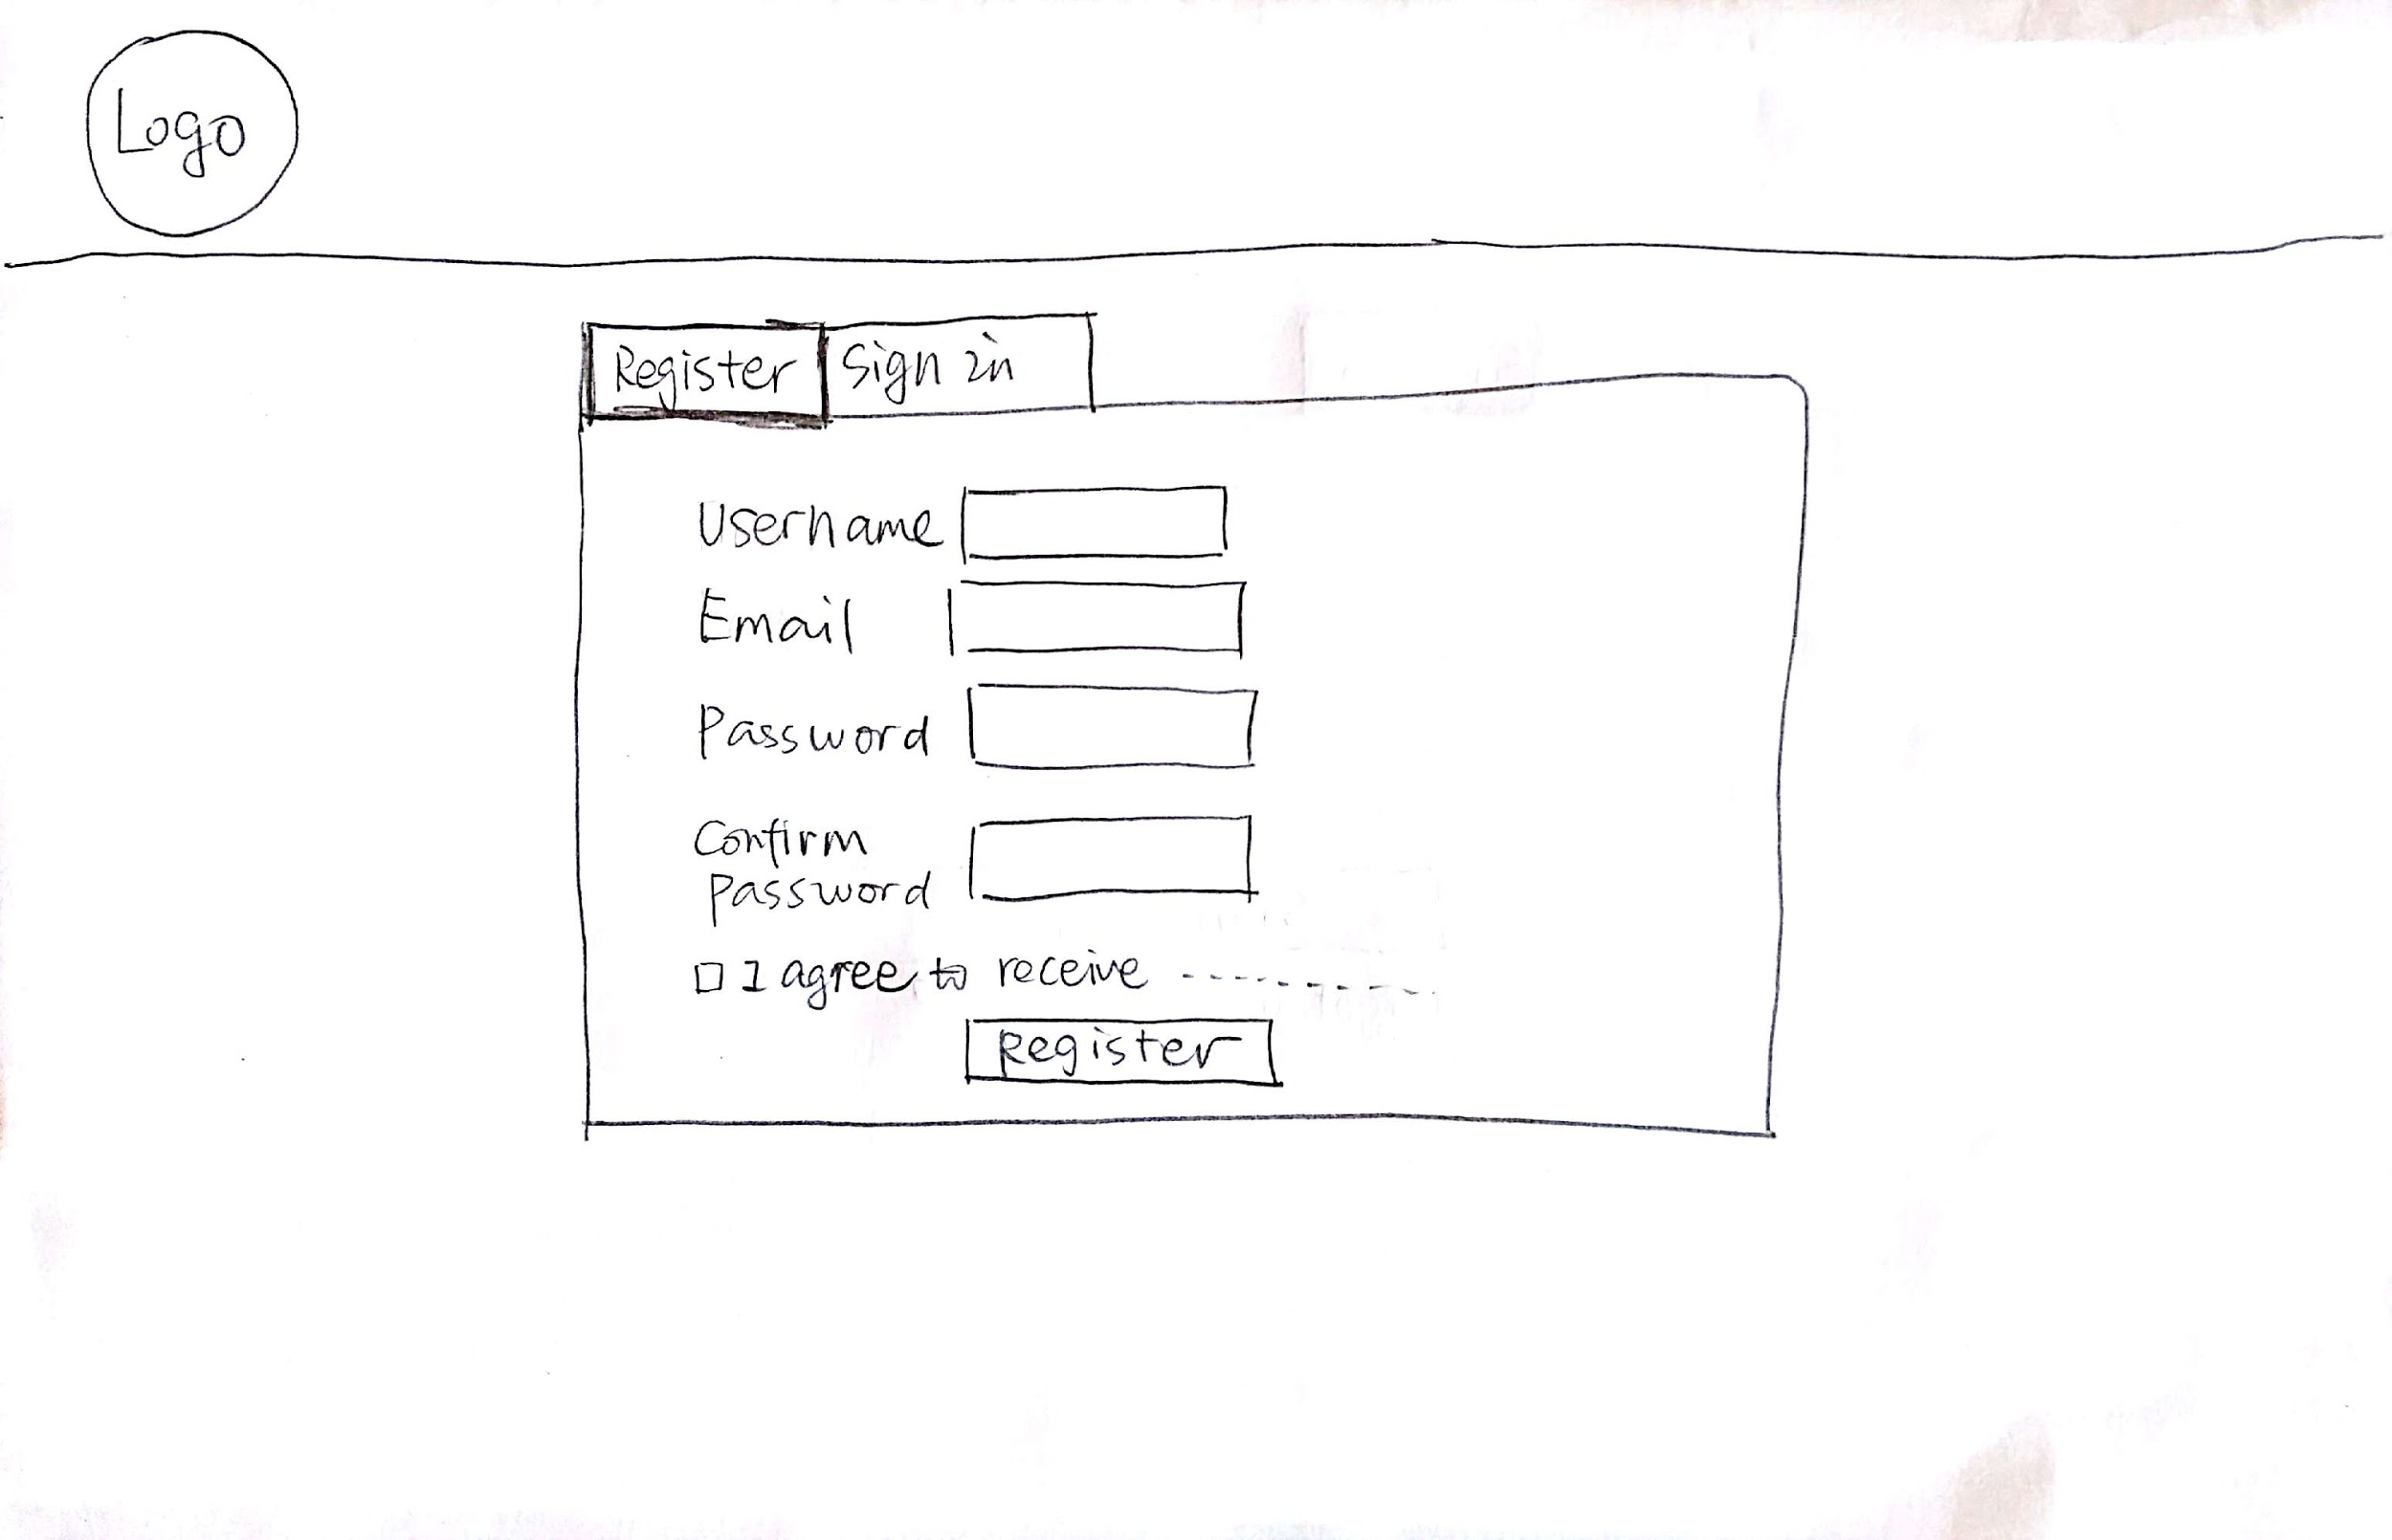 Logo
Register
Sign in
Username
Email
Password
Confirm
Password
I agree to receive ----------
Register